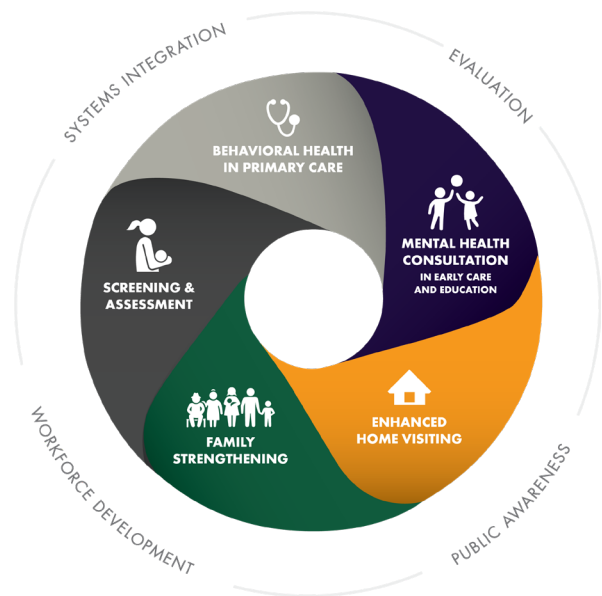 SYSTEMS INTEGRATION
EVALUATION
BEHAVIORAL HEALTH
IN PRIMARY CARE
MENTAL HEALTH
CONSULTATION
IN EARLY CARE
AND EDUCATION
SCREENING &
ASSESSMENT
ENHANCED
HOME VISITING
FAMILY
STRENGTHENING
WORKFORCE DEVELOPMENT
PUBLIC AWARENESS